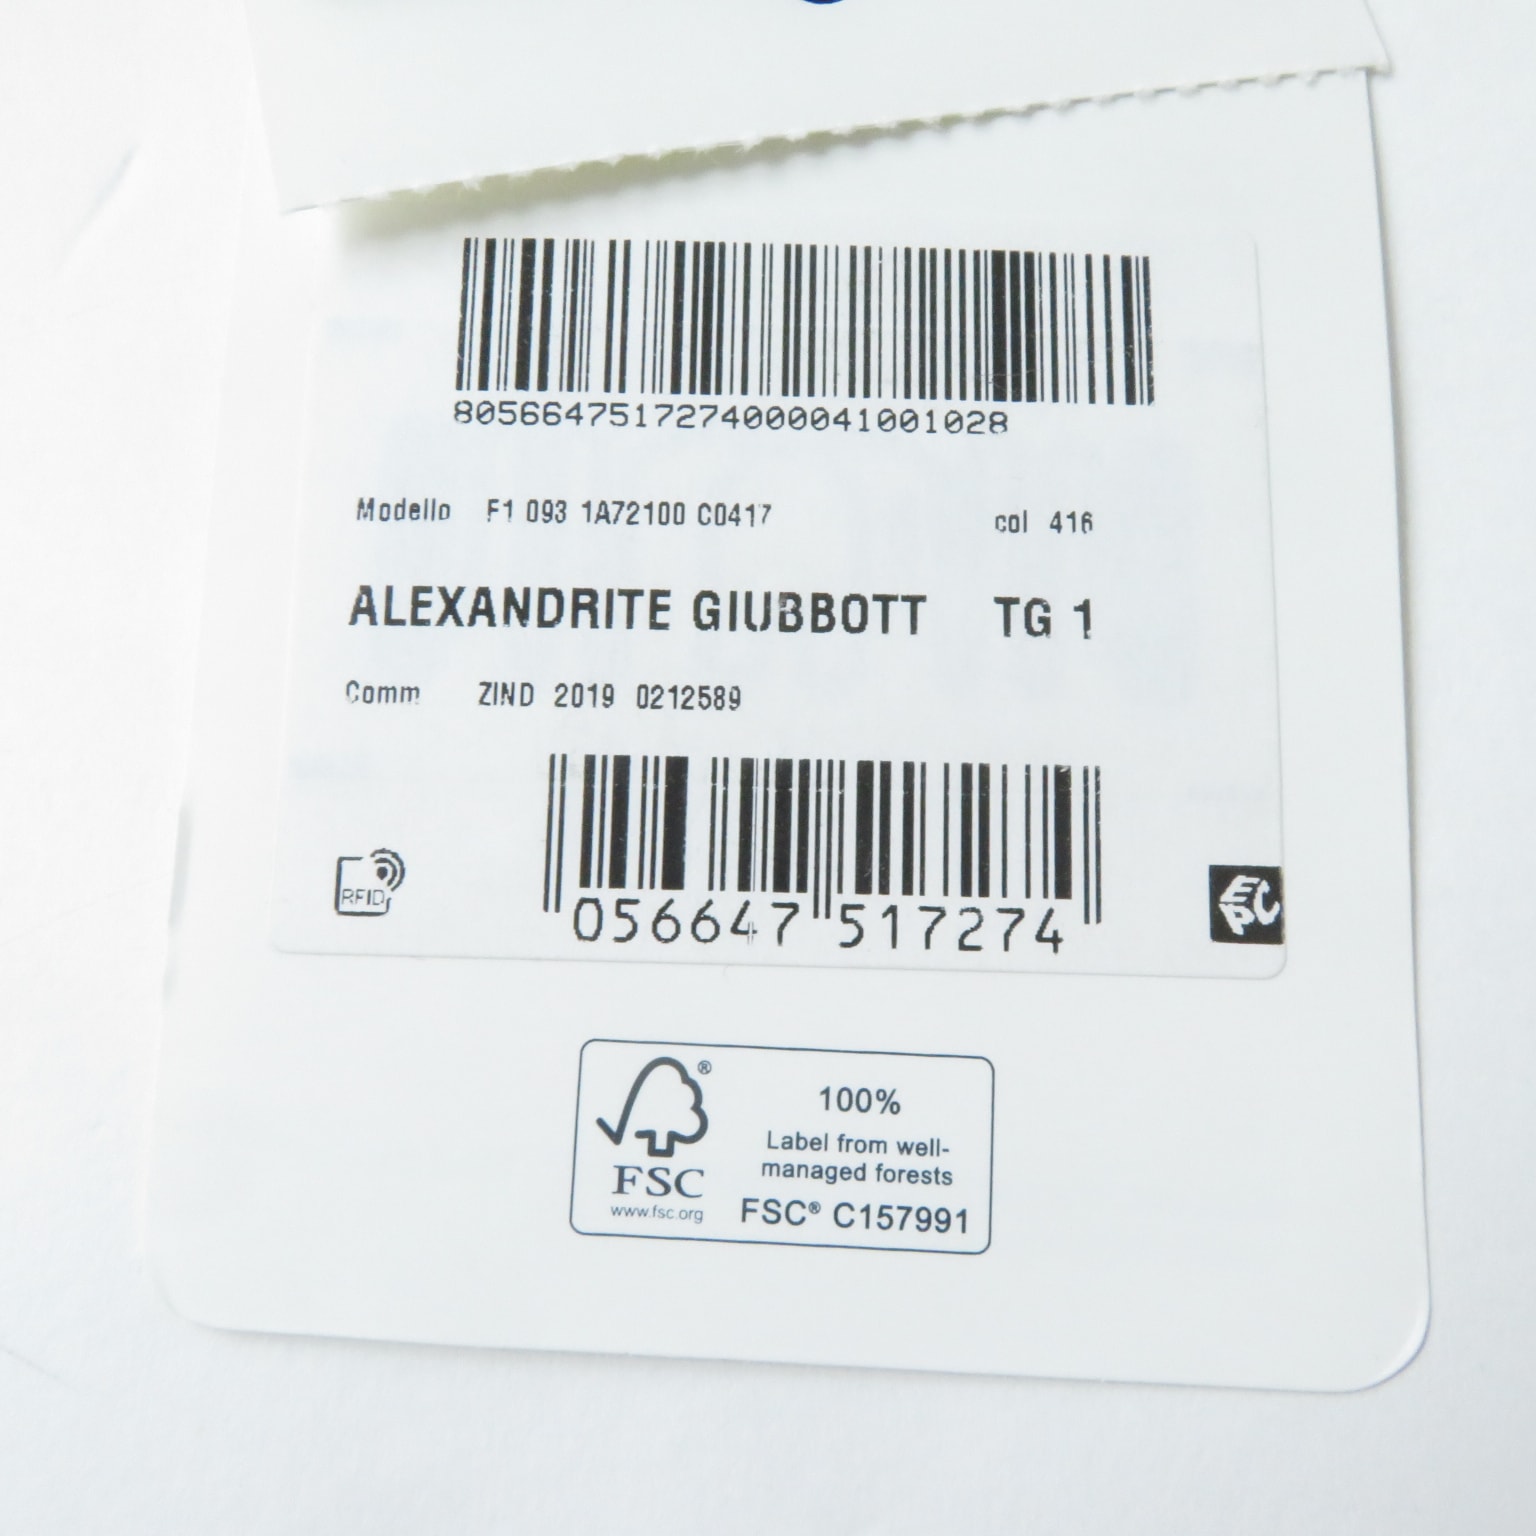 8056647517274000041001028
Modello F1 093 1A72100 C0417 col 416
ALEXANDRITE GIUBBOTT TG 1
Comm ZIND 2019 0212589
RFID
056647 517274
EPC
® 100%
Label from well-
managed forests
FSC
www.fsc.org
FSC® C157991